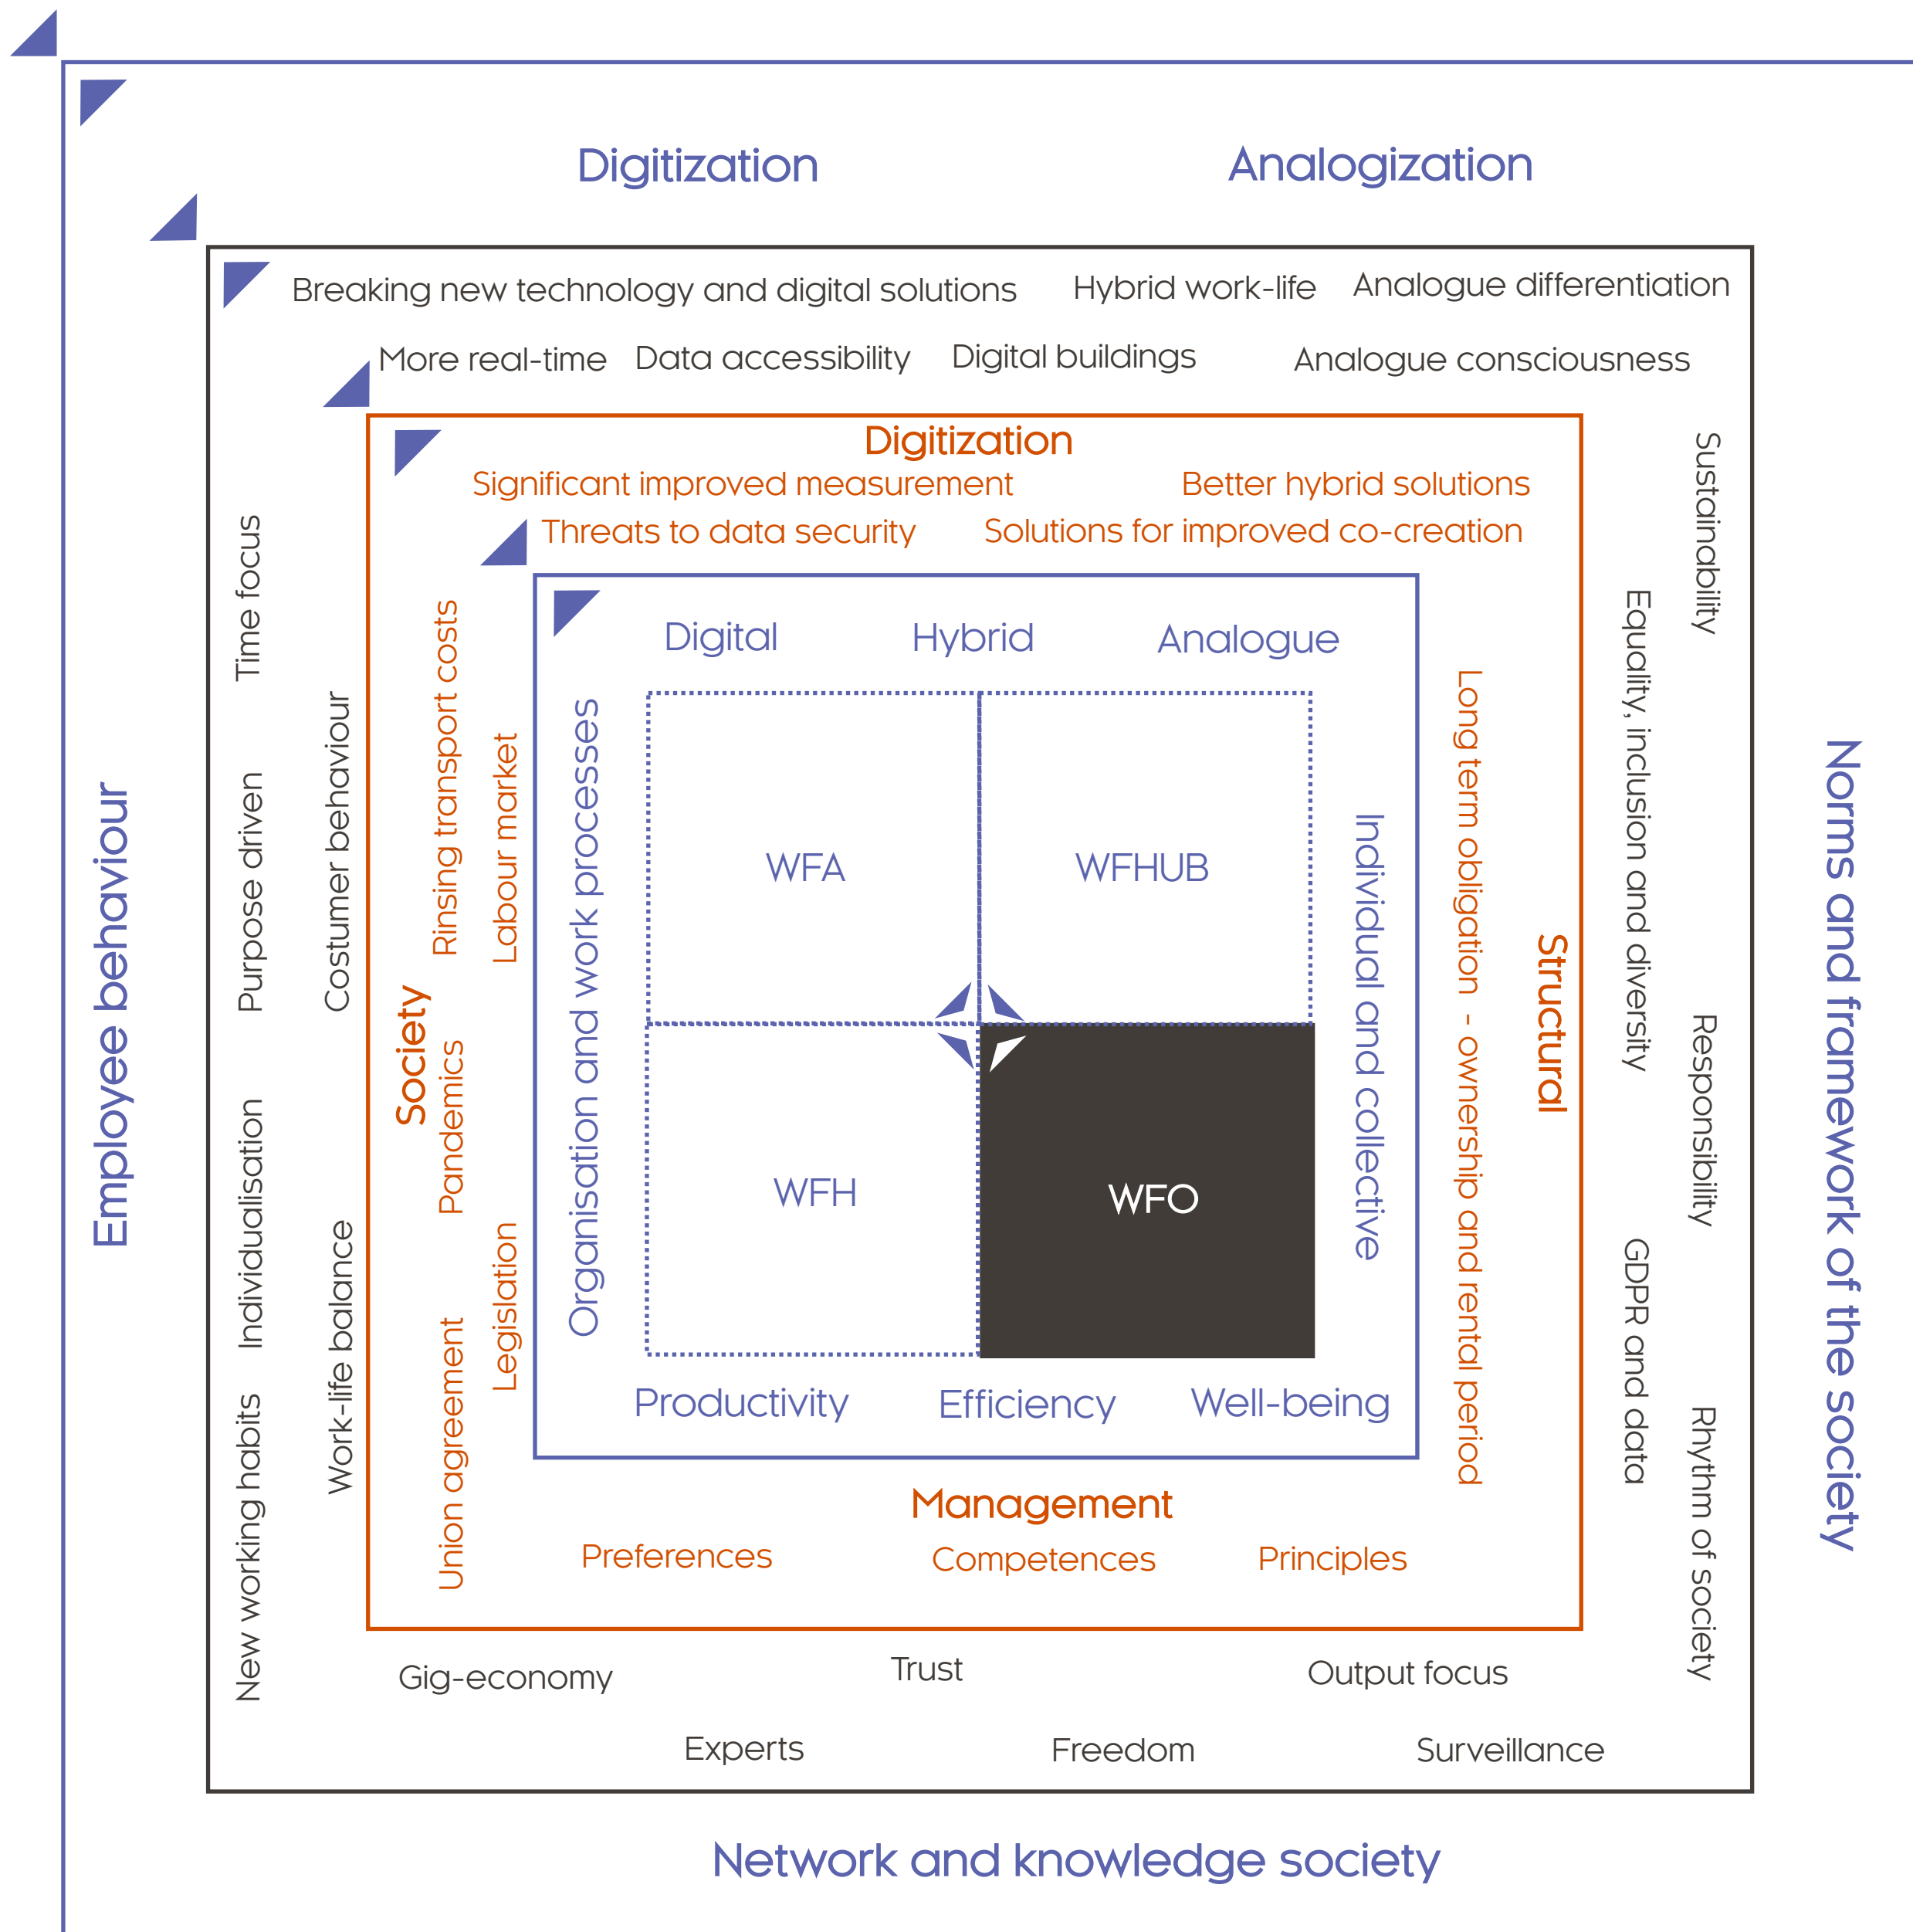 Digitization
Analogization
Breaking new technology and digital solutions
Hybrid work-life
Analogue differentiation
More real-time
Data accessibility
Digital buildings
Analogue consciousness
Digitization
Significant improved measurement
Better hybrid solutions
Threats to data security
Solutions for improved co-creation
Digital
Hybrid
Analogue
Employee behaviour
Time focus
Purpose driven
Individualisation
New working habits
Costumer behaviour
Work-life balance
Society
Rinsing transport costs
Pandemics
Union agreement
Labour market
Legislation
Organisation and work processes
WFA
WFHUB
WFH
WFO
Individual and collective
Long term obligation - ownership and rental period
Structural
Equality, inclusion and diversity
GDPR and data
Sustainability
Responsibility
Rhythm of society
Norms and framework of the society
Productivity
Efficiency
Well-being
Management
Preferences
Competences
Principles
Gig-economy
Trust
Output focus
Experts
Freedom
Surveillance
Network and knowledge society